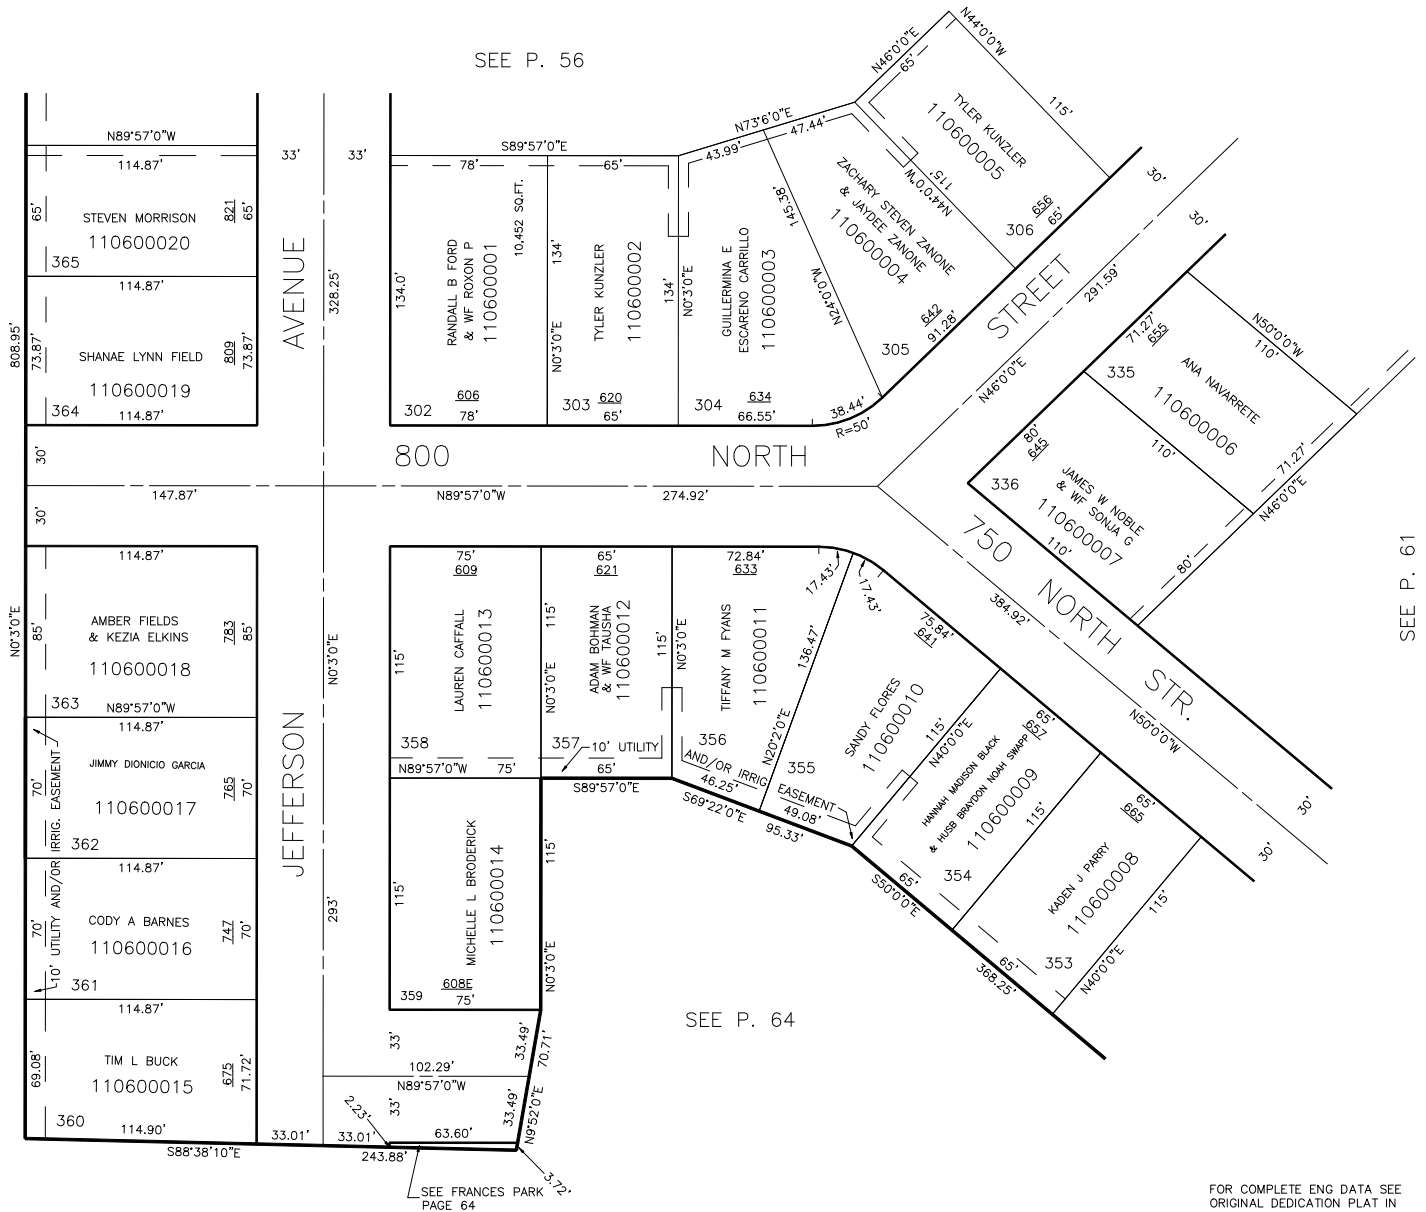 SEE P. 56
N89°57'0"W
114.87'
65'
STEVEN MORRISON
110600020
821
65'
365
114.87'
73.87'
SHANAE LYNN FIELD
110600019
809
73.87'
364
114.87'
808.95'
33'
33'
AVENUE
328.25'
S89°57'0"E
78'
134.0'
RANDALL B FORD
& WF ROXON P
110600001
10,452 SQ.FT.
606
302
78'
65'
134'
N0°3'0"E
TYLER KUNZLER
110600002
134'
N0°3'0"E
303
620
65'
N73°6'0"E
43.99'
47.44'
GUILLERMINA E
ESCARENO CARRILLO
110600003
304
634
66.55'
38.44'
R=50'
145.38'
N24°0'0"W
ZACHARY STEVEN ZANONE
& JAYDEE ZANONE
110600004
305
642
91.28'
115'
N44°0'0"W
N46°0'0"E
65'
N44°0'0"W
115'
TYLER KUNZLER
110600005
306
656
65'
30'
30'
STREET
291.59'
N46°0'0"E
71.27'
655
335
ANA NAVARRETE
110600006
N50°0'0"W
110'
71.27'
N46°0'0"E
110'
80'
645
336
JAMES W NOBLE
& WF SONJA G
110600007
110'
80'
SEE P. 61
30'
30'
147.87'
800 NORTH
N89°57'0"W
274.92'
750 NORTH STR.
384.92'
N50°0'0"W
30'
30'
N0°3'0"E
114.87'
85'
AMBER FIELDS
& KEZIA ELKINS
110600018
783
85'
363
N89°57'0"W
114.87'
70'
JIMMY DIONICIO GARCIA
110600017
765
70'
362
114.87'
70'
CODY A BARNES
110600016
747
70'
361
10' UTILITY AND/OR IRRIG. EASEMENT
114.87'
69.08'
TIM L BUCK
110600015
675
71.72'
360
114.90'
S88°38'10"E
N0°3'0"E
JEFFERSON
293'
75'
609
115'
LAUREN CAFFALL
110600013
358
N89°57'0"W
75'
65'
621
115'
N0°3'0"E
ADAM BOHMAN
& WF TAUSHA
110600012
115'
N0°3'0"E
357
10' UTILITY
65'
S89°57'0"E
72.84'
633
17.43'
TIFFANY M FYANS
110600011
356
AND/OR IRRIG
46.25'
S69°22'0"E
95.33'
136.47'
N20°2'0"E
17.43'
75.84'
641
SANDY FLORES
110600010
355
EASEMENT
49.08'
115'
N40°0'0"E
65'
657
HANNAH MADISON BLACK
& HUSB BRAYDON NOAH SWAPP
110600009
354
65'
115'
S50°0'0"E
65'
665
KADEN J PARRY
110600008
353
65'
115'
N40°0'0"E
368.25'
115'
MICHELLE L BRODERICK
110600014
115'
N0°3'0"E
359
608E
75'
33'
33.49'
70.71'
102.29'
N89°57'0"W
33'
33.49'
N9°52'0"E
2.23'
63.60'
33.01'
33.01'
243.88'
3.72'
SEE FRANCES PARK
PAGE 64
SEE P. 64
FOR COMPLETE ENG DATA SEE
ORIGINAL DEDICATION PLAT IN